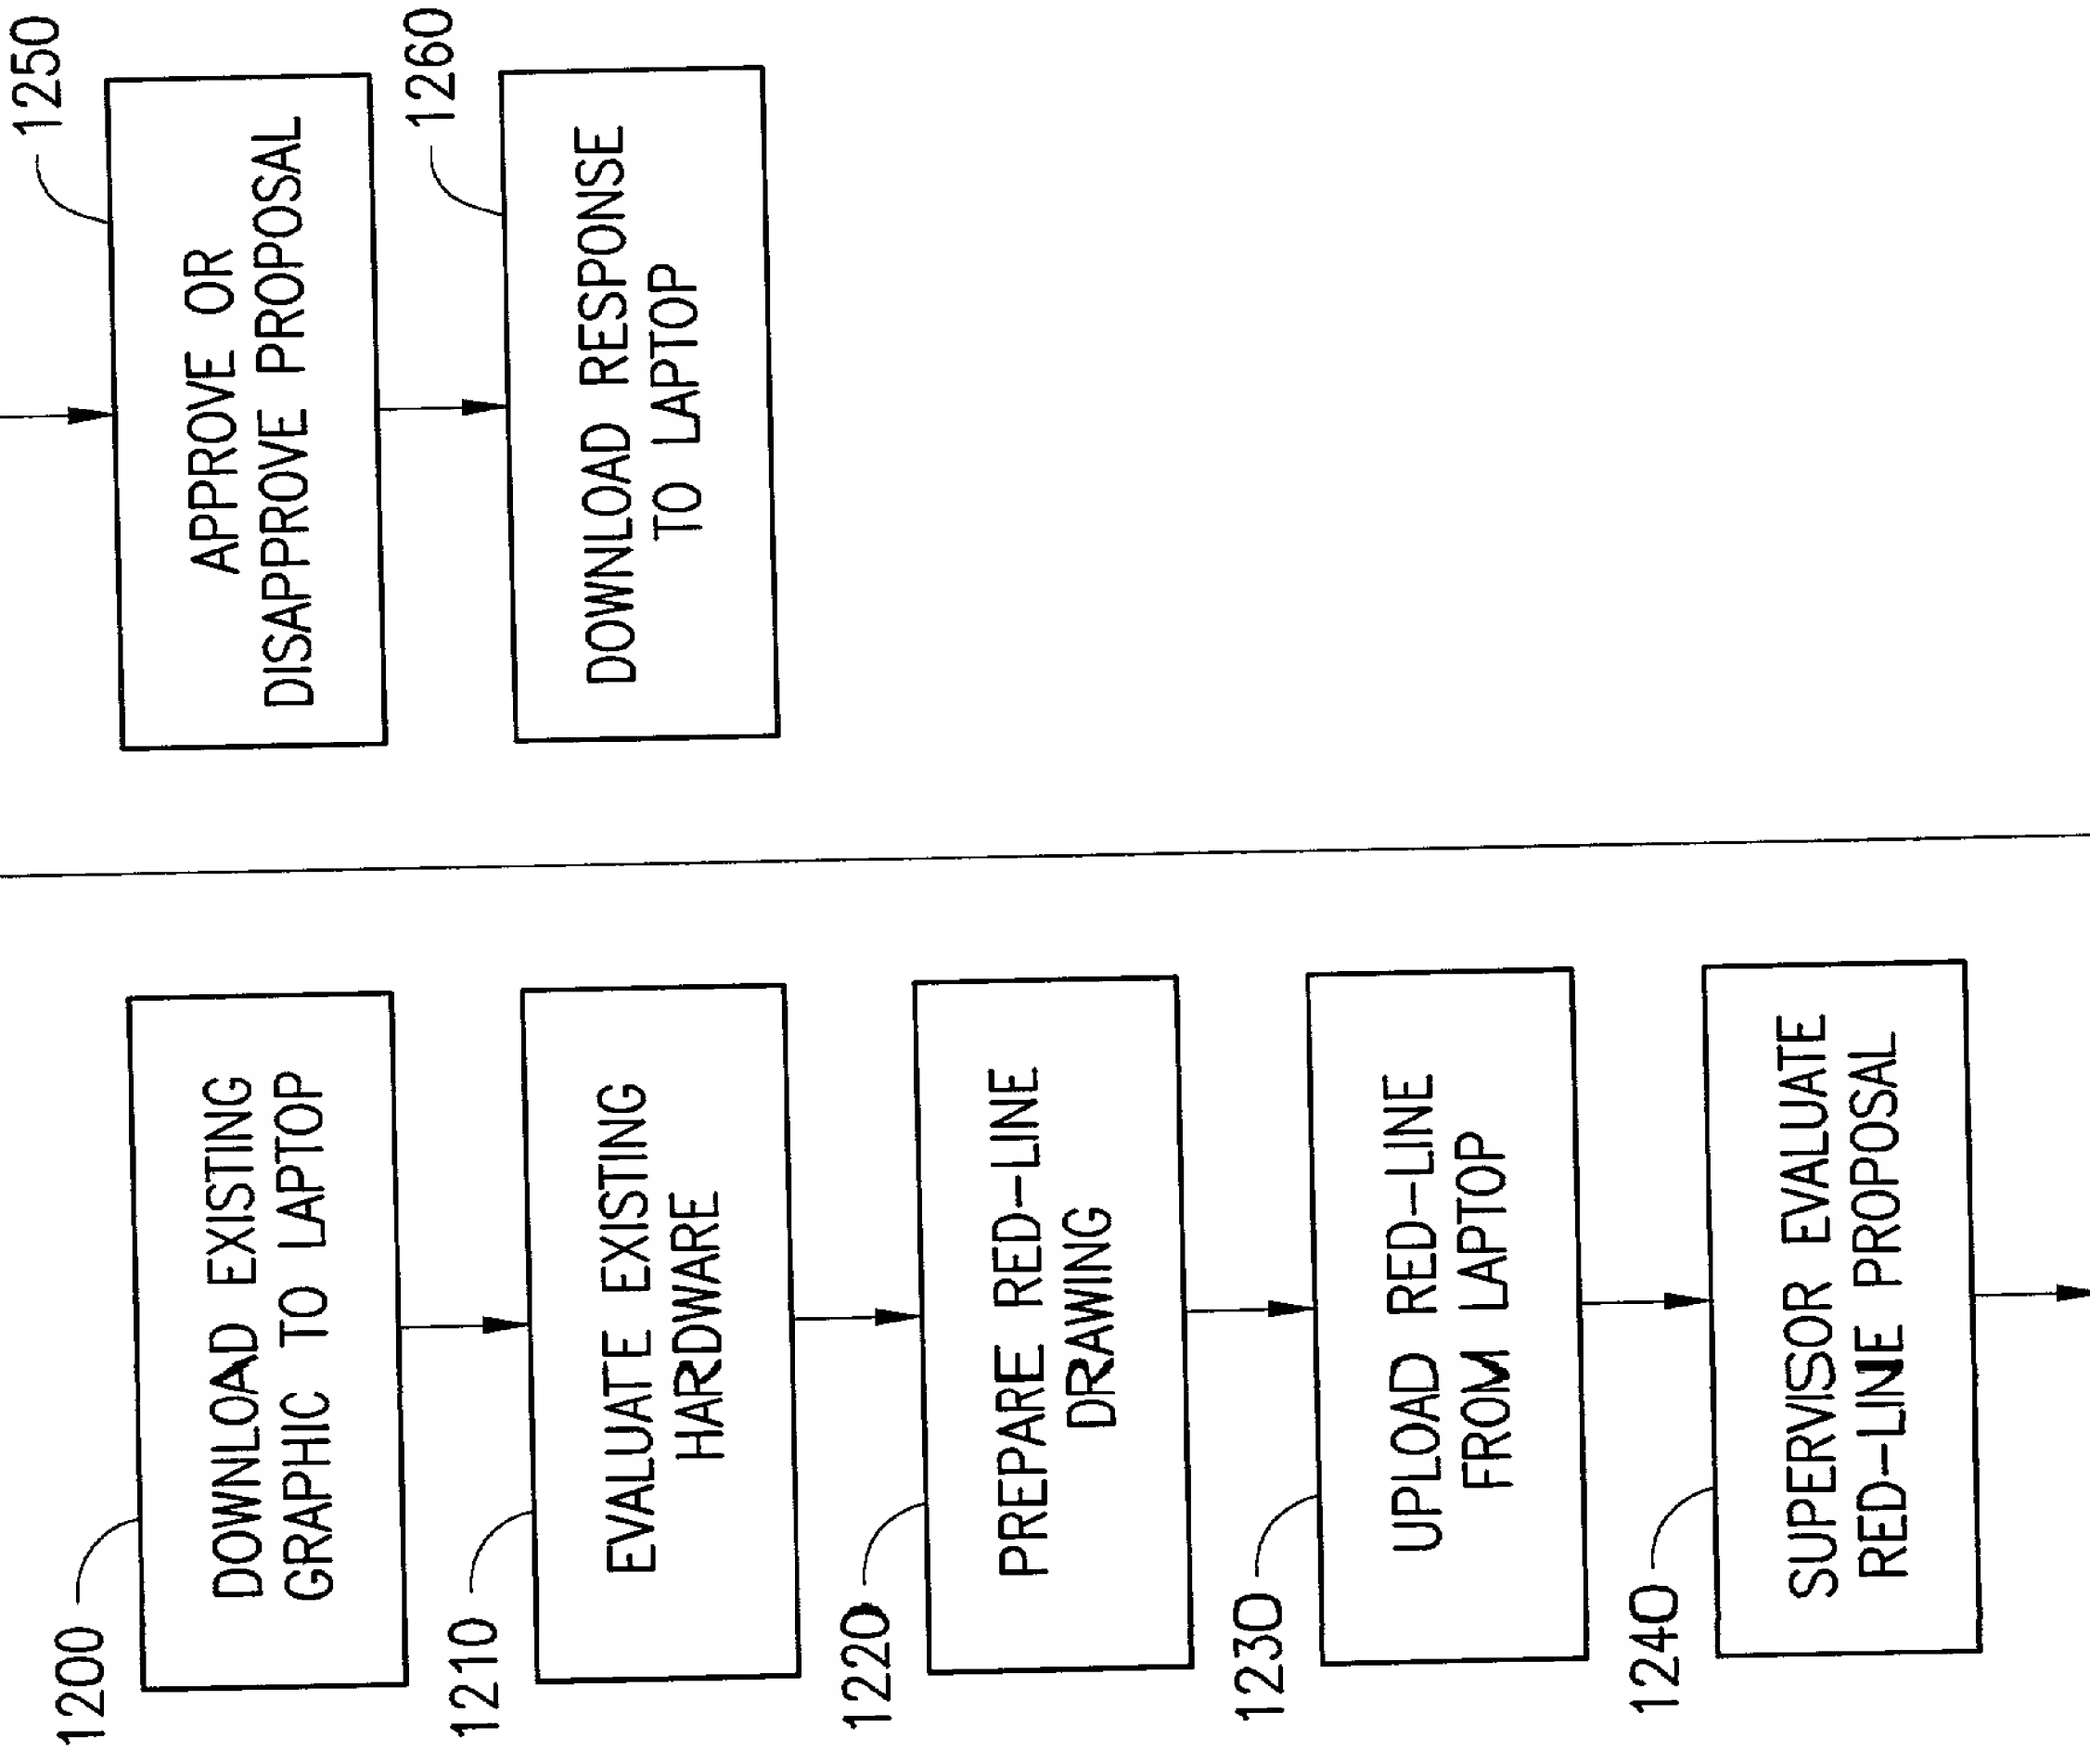 1200
DOWNLOAD EXISTING
GRAPHIC TO LAPTOP
1210
EVALUATE EXISTING
HARDWARE
1220
PREPARE RED-LINE
DRAWING
1230
UPLOAD RED-LINE
FROM LAPTOP
1240
SUPERVISOR EVALUATE
RED-LINE PROPOSAL
1250
APPROVE OR
DISAPPROVE PROPOSAL
1260
DOWNLOAD RESPONSE
TO LAPTOP